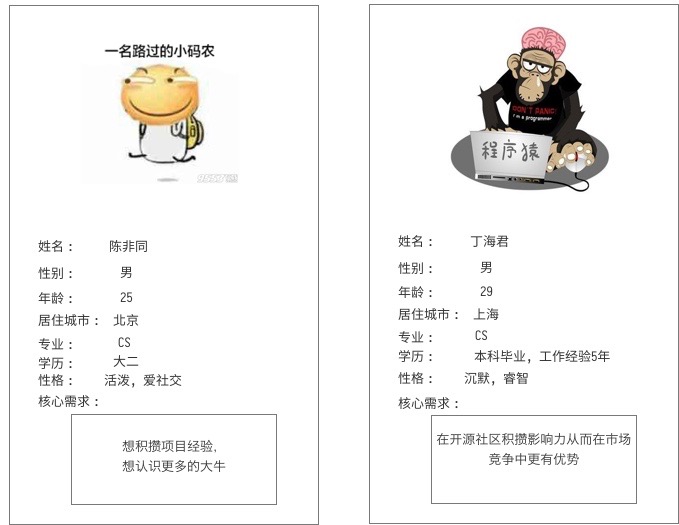 一名路过的小码农
姓名： 陈非同
性别： 男
年龄： 25
居住城市： 北京
专业： CS
学历： 大二
性格： 活泼，爱社交
核心需求：
想积攒项目经验,
想认识更多的大牛
DON'T PANIC
I'm a programmer
程序猿
姓名： 丁海君
性别： 男
年龄： 29
居住城市： 上海
专业： CS
学历： 本科毕业，工作经验5年
性格： 沉默，睿智
核心需求：
在开源社区积攒影响力从而在市场
竞争中更有优势